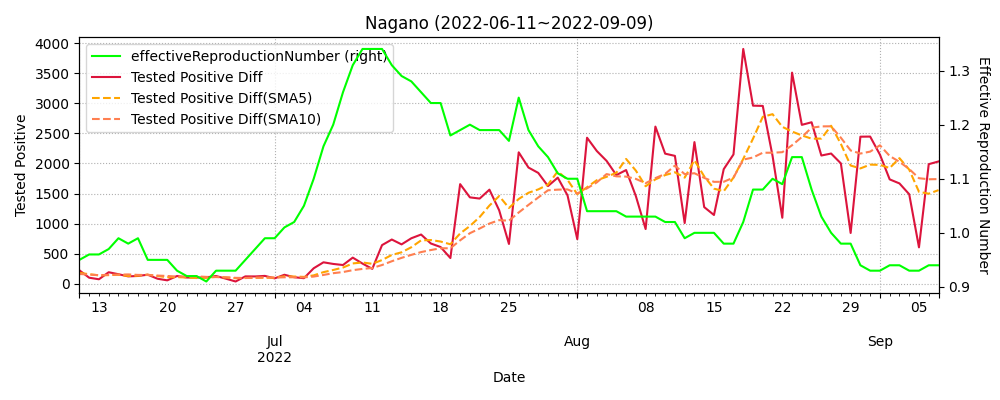 Nagano (2022-06-11~2022-09-09)
effectiveReproductionNumber (right)
Tested Positive Diff
Tested Positive Diff(SMA5)
Tested Positive Diff(SMA10)
Tested Positive
4000
3500
3000
2500
2000
1500
1000
500
0
Effective Reproduction Number
1.3
1.2
1.1
1.0
0.9
13 20 27 04 11 18 25 08 15 22 29 05
Jul Aug Sep
2022
Date